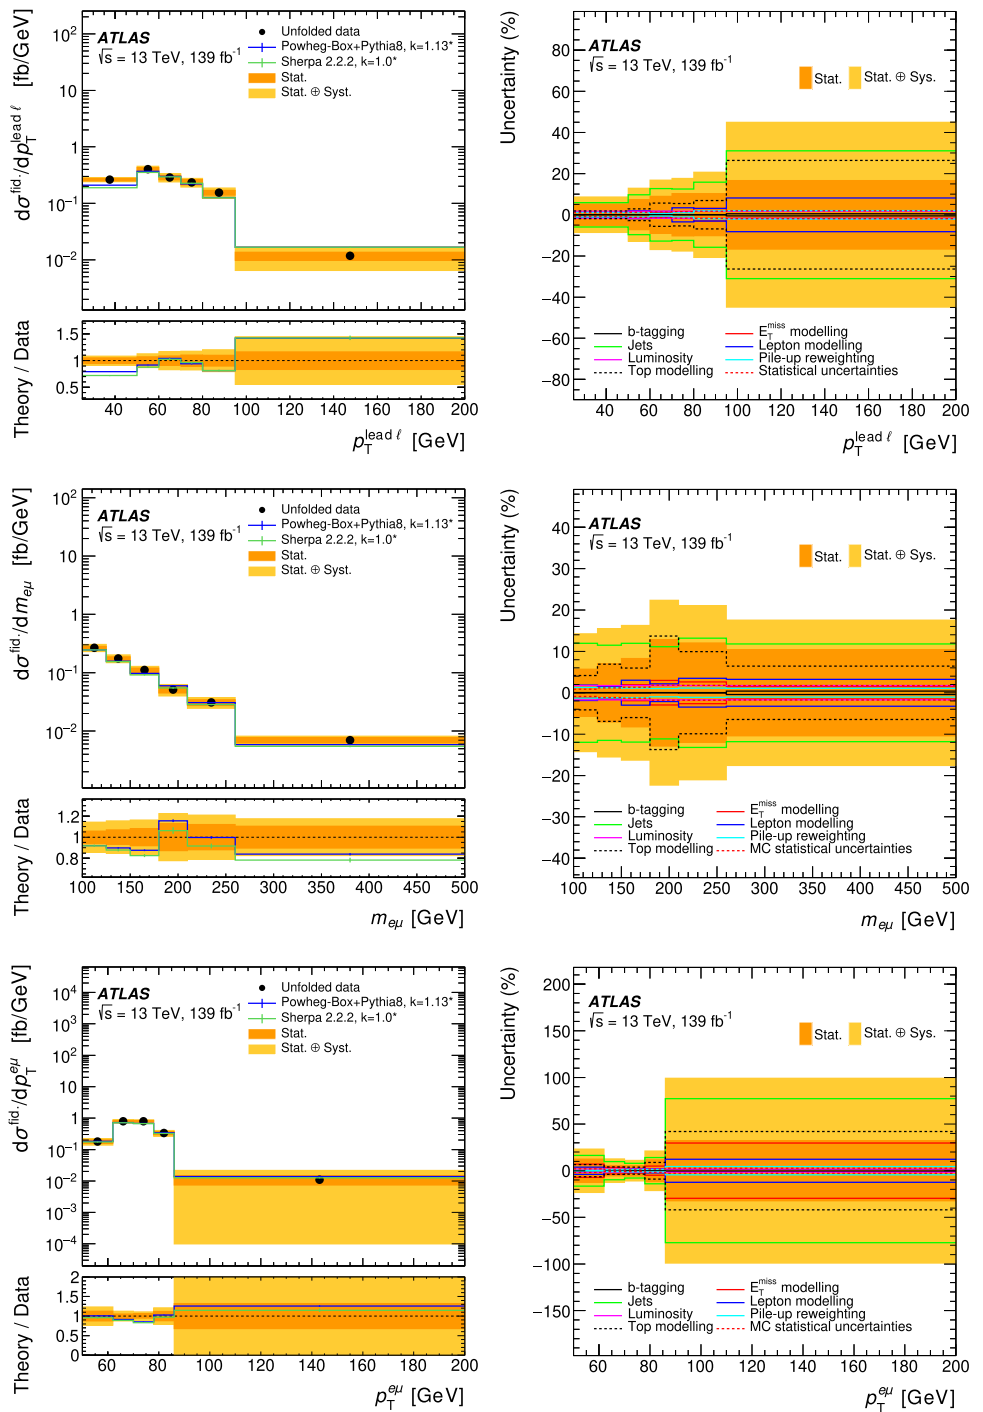 dσ^fid./dp_T^lead ℓ [fb/GeV]
10²
10
1
10⁻¹
10⁻²
ATLAS
√s = 13 TeV, 139 fb⁻¹
Unfolded data
Powheg-Box+Pythia8, k=1.13*
Sherpa 2.2.2, k=1.0*
Stat.
Stat. ⊕ Syst.
Theory / Data
1.5
1
0.5
40 60 80 100 120 140 160 180 200
p_T^lead ℓ [GeV]
Uncertainty (%)
80
60
40
20
0
−20
−40
−60
−80
ATLAS
√s = 13 TeV, 139 fb⁻¹
Stat. Stat. ⊕ Sys.
b-tagging E_T^miss modelling
Jets Lepton modelling
Luminosity Pile-up reweighting
Top modelling Statistical uncertainties
40 60 80 100 120 140 160 180 200
p_T^lead ℓ [GeV]
dσ^fid./dm_eμ [fb/GeV]
10²
10
1
10⁻¹
10⁻²
ATLAS
√s = 13 TeV, 139 fb⁻¹
Unfolded data
Powheg-Box+Pythia8, k=1.13*
Sherpa 2.2.2, k=1.0*
Stat.
Stat. ⊕ Syst.
Theory / Data
1.2
1
0.8
100 150 200 250 300 350 400 450 500
m_eμ [GeV]
Uncertainty (%)
40
30
20
10
0
−10
−20
−30
−40
ATLAS
√s = 13 TeV, 139 fb⁻¹
Stat. Stat. ⊕ Sys.
b-tagging E_T^miss modelling
Jets Lepton modelling
Luminosity Pile-up reweighting
Top modelling MC statistical uncertainties
100 150 200 250 300 350 400 450 500
m_eμ [GeV]
dσ^fid./dp_T^eμ [fb/GeV]
10⁴
10³
10²
10
1
10⁻¹
10⁻²
10⁻³
10⁻⁴
ATLAS
√s = 13 TeV, 139 fb⁻¹
Unfolded data
Powheg-Box+Pythia8, k=1.13*
Sherpa 2.2.2, k=1.0*
Stat.
Stat. ⊕ Syst.
Theory / Data
2
1.5
1
0.5
0
60 80 100 120 140 160 180 200
p_T^eμ [GeV]
Uncertainty (%)
200
150
100
50
0
−50
−100
−150
ATLAS
√s = 13 TeV, 139 fb⁻¹
Stat. Stat. ⊕ Sys.
b-tagging E_T^miss modelling
Jets Lepton modelling
Luminosity Pile-up reweighting
Top modelling MC statistical uncertainties
60 80 100 120 140 160 180 200
p_T^eμ [GeV]